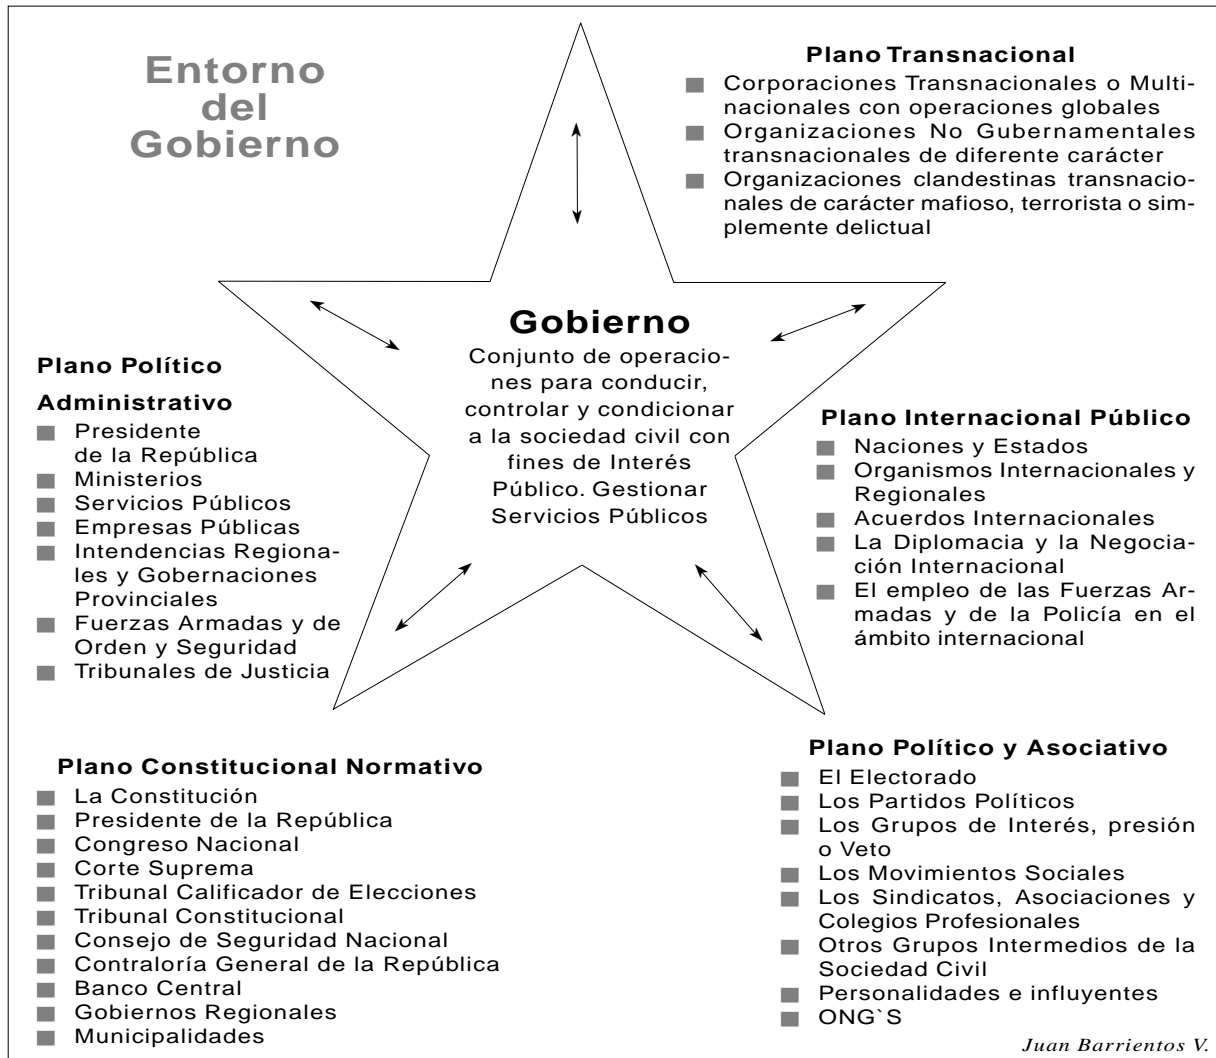 Entorno
del
Gobierno
Plano Transnacional
Corporaciones Transnacionales o Multi-
nacionales con operaciones globales
Organizaciones No Gubernamentales
transnacionales de diferente carácter
Organizaciones clandestinas transnacio-
nales de carácter mafioso, terrorista o sim-
plemente delictual
Gobierno
Conjunto de operacio-
nes para conducir,
controlar y condicionar
a la sociedad civil con
fines de Interés
Público. Gestionar
Servicios Públicos
Plano Político
Administrativo
Presidente
de la República
Ministerios
Servicios Públicos
Empresas Públicas
Intendencias Regiona-
les y Gobernaciones
Provinciales
Fuerzas Armadas y de
Orden y Seguridad
Tribunales de Justicia
Plano Internacional Público
Naciones y Estados
Organismos Internacionales y
Regionales
Acuerdos Internacionales
La Diplomacia y la Negocia-
ción Internacional
El empleo de las Fuerzas Ar-
madas y de la Policía en el
ámbito internacional
Plano Constitucional Normativo
La Constitución
Presidente de la República
Congreso Nacional
Corte Suprema
Tribunal Calificador de Elecciones
Tribunal Constitucional
Consejo de Seguridad Nacional
Contraloría General de la República
Banco Central
Gobiernos Regionales
Municipalidades
Plano Político y Asociativo
El Electorado
Los Partidos Políticos
Los Grupos de Interés, presión
o Veto
Los Movimientos Sociales
Los Sindicatos, Asociaciones y
Colegios Profesionales
Otros Grupos Intermedios de la
Sociedad Civil
Personalidades e influyentes
ONG`S
Juan Barrientos V.